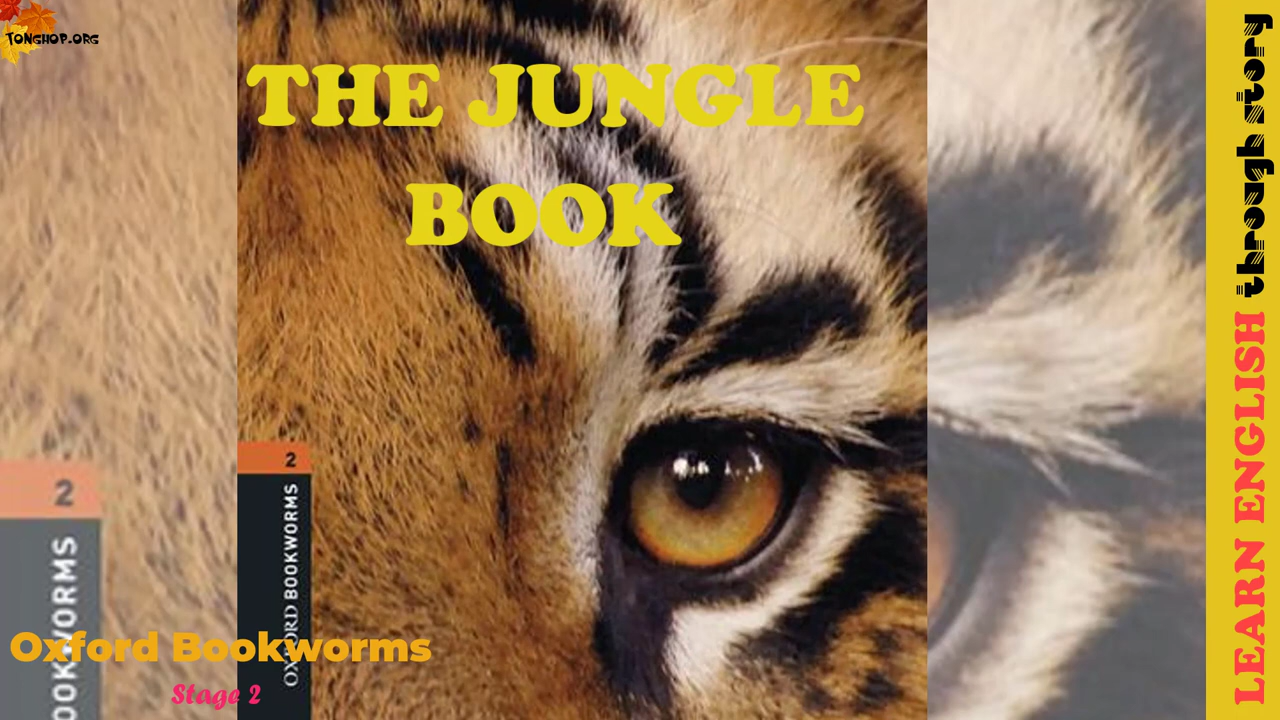 TONGHOP.ORG
THE JUNGLE
BOOK
2
OXFORD BOOKWORMS
2
OOKWORMS
Oxford Bookworms
Stage 2
LEARN ENGLISH through story